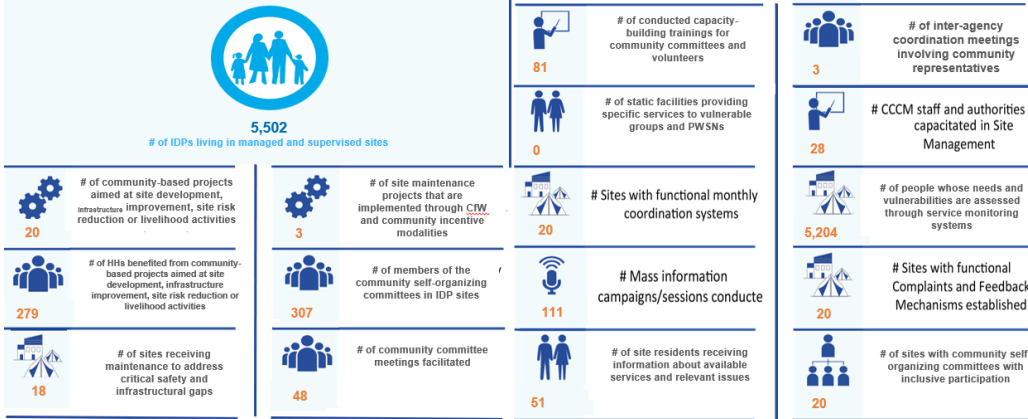 5,502
# of IDPs living in managed and supervised sites
# of community-based projects
aimed at site development,
infrastructure improvement, site risk
reduction or livelihood activities
20
# of HHs benefited from community-
based projects aimed at site
development, infrastructure
improvement, site risk reduction or
livelihood activities
279
# of sites receiving
maintenance to address
critical safety and
infrastructural gaps
18
# of site maintenance
projects that are
implemented through CfW
and community incentive
modalities
3
# of members of the
community self-organizing
committees in IDP sites
307
# of community committee
meetings facilitated
48
# of conducted capacity-
building trainings for
community committees and
volunteers
81
# of static facilities providing
specific services to vulnerable
groups and PWSNs
0
# Sites with functional monthly
coordination systems
20
# Mass information
campaigns/sessions conducte
111
# of site residents receiving
information about available
services and relevant issues
51
# of inter-agency
coordination meetings
involving community
representatives
3
# CCCM staff and authorities
capacitated in Site
Management
28
# of people whose needs and
vulnerabilities are assessed
through service monitoring
systems
5,204
# Sites with functional
Complaints and Feedback
Mechanisms established
20
# of sites with community self
organizing committees with
inclusive participation
20